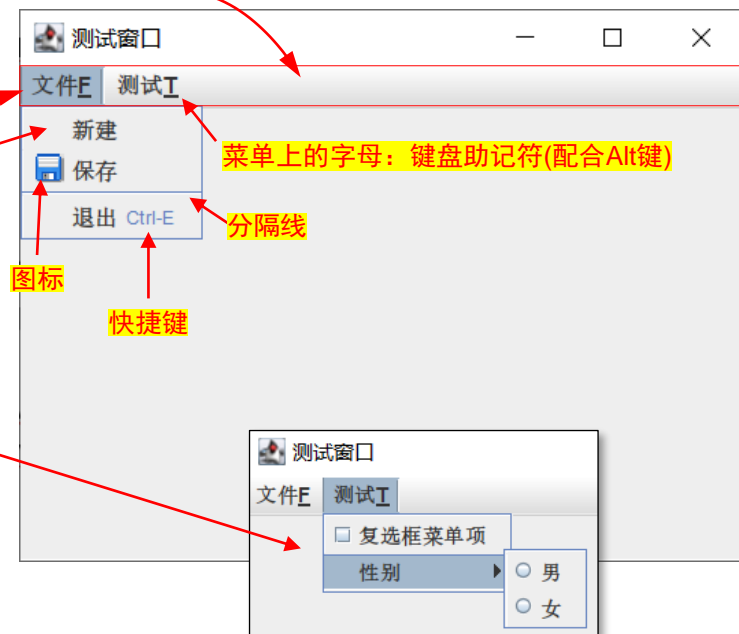 测试窗口
文件F 测试T
新建
菜单上的字母：键盘助记符(配合Alt键)
保存
退出 Ctrl-E
分隔线
图标
快捷键
测试窗口
文件F 测试T
复选框菜单项
性别
男
女